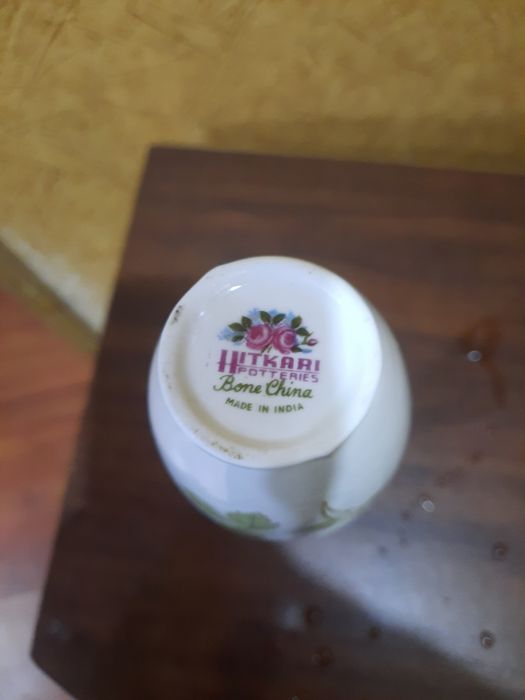 HITKARI
POTTERIES
Bone China
MADE IN INDIA